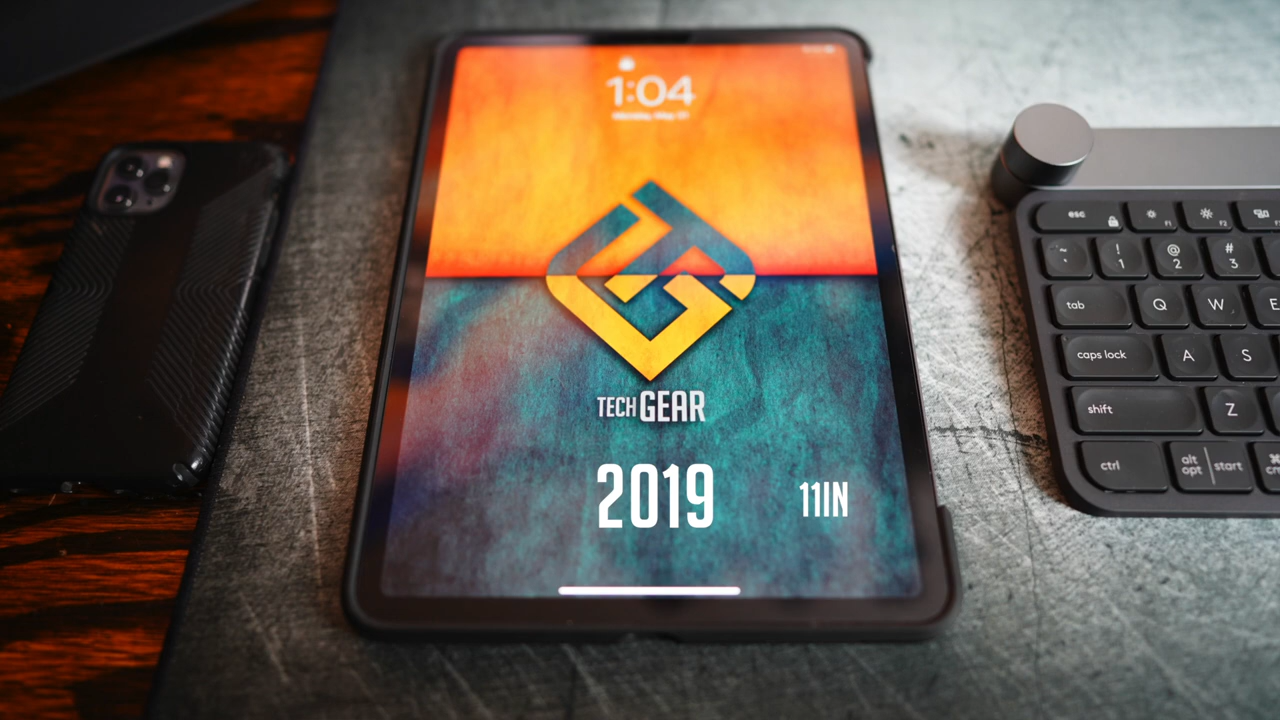 1:04
TECHGEAR
2019
11IN
esc F1 F2
~ ! @ #
` 1 2 3
tab Q W E
caps lock A S
shift Z
ctrl alt opt start